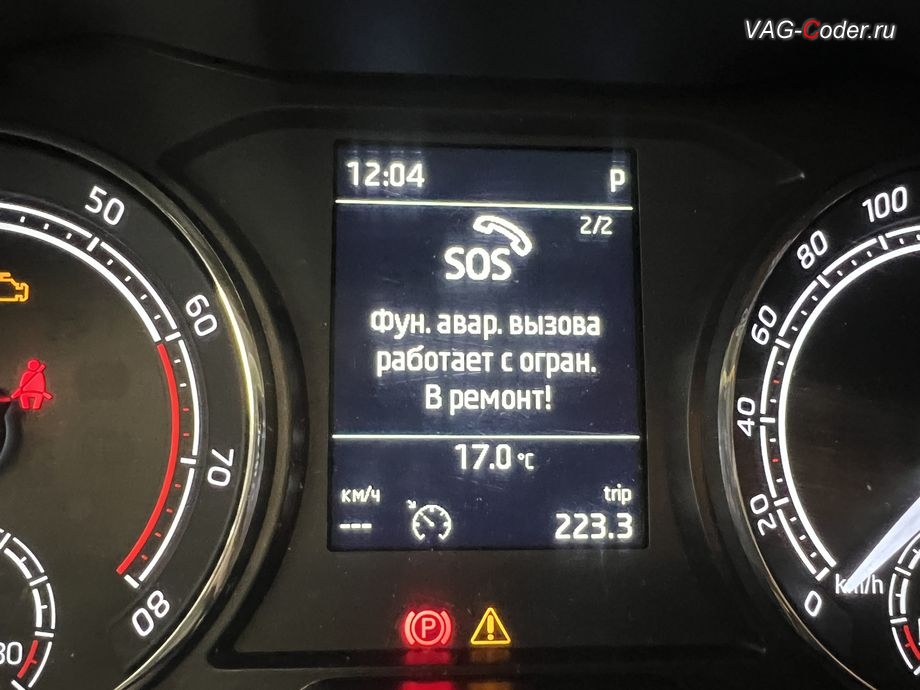 VAG-Coder.ru
12:04 P
2/2
SOS
Фун. авар. вызова
работает с огран.
В ремонт!
17.0 °C
км/ч
trip
---
223.3
50
60
70
80
100
80
60
40
20
0
km/h
P